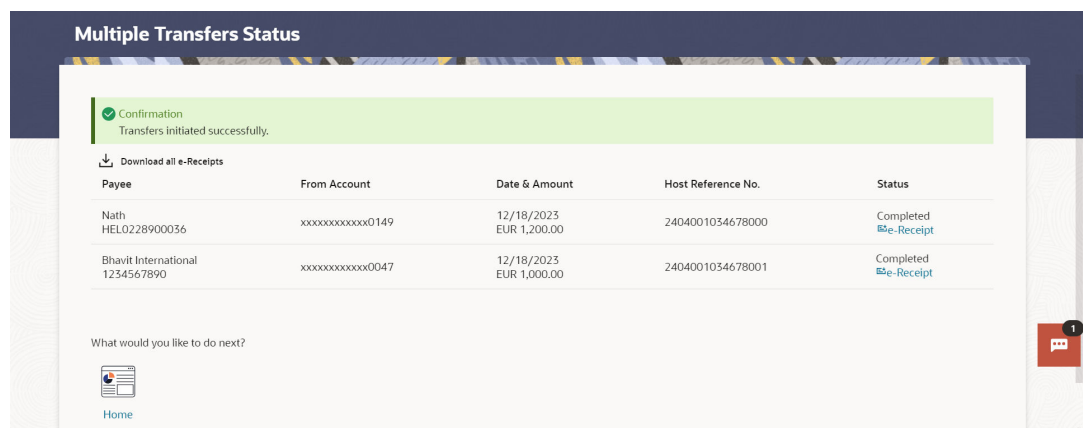 Multiple Transfers Status
Confirmation
Transfers initiated successfully.
Download all e-Receipts
Payee From Account Date & Amount Host Reference No. Status
Nath xxxxxxxxxxxx0149 12/18/2023 2404001034678000 Completed
HEL0228900036 EUR 1,200.00 e-Receipt
Bhavit International xxxxxxxxxxxx0047 12/18/2023 2404001034678001 Completed
1234567890 EUR 1,000.00 e-Receipt
1
What would you like to do next?
Home